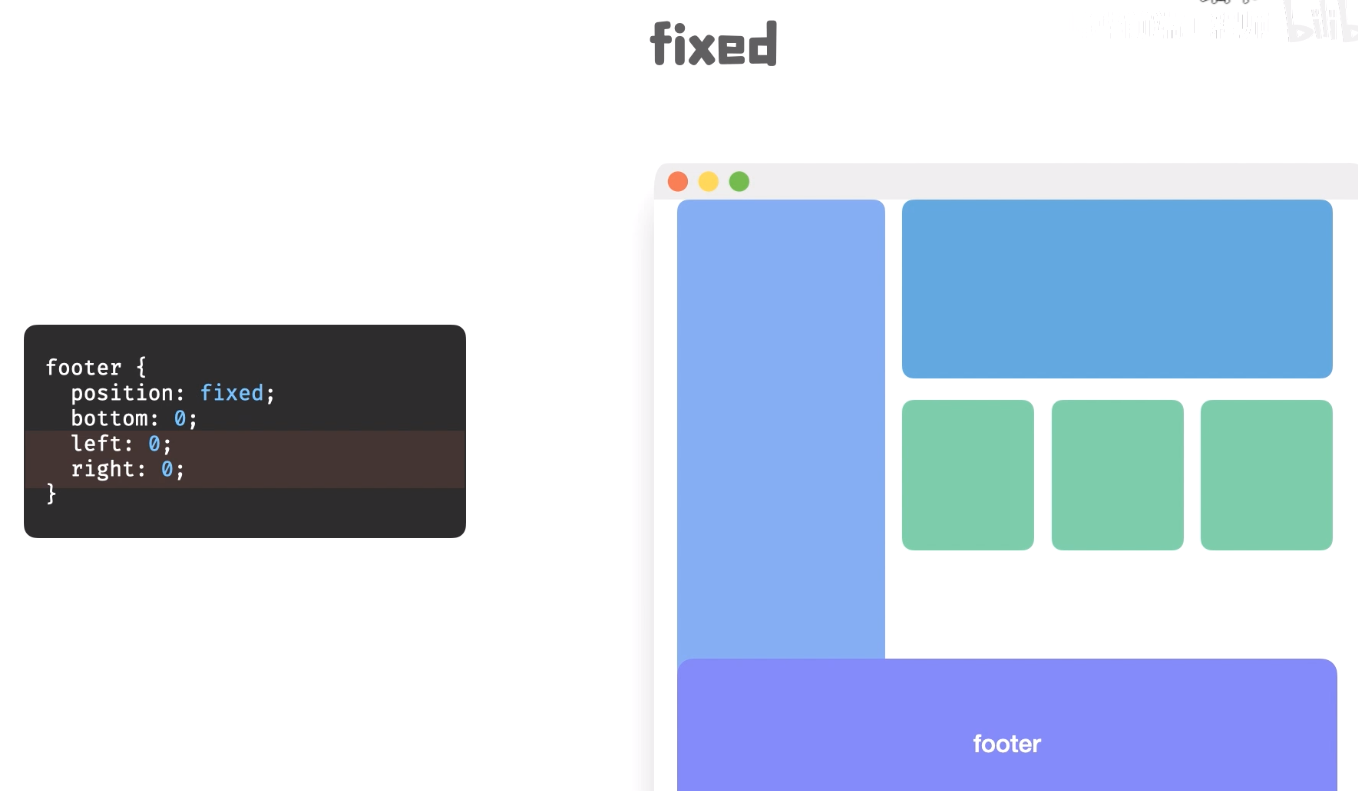 fixed
footer {
  position: fixed;
  bottom: 0;
  left: 0;
  right: 0;
}
footer